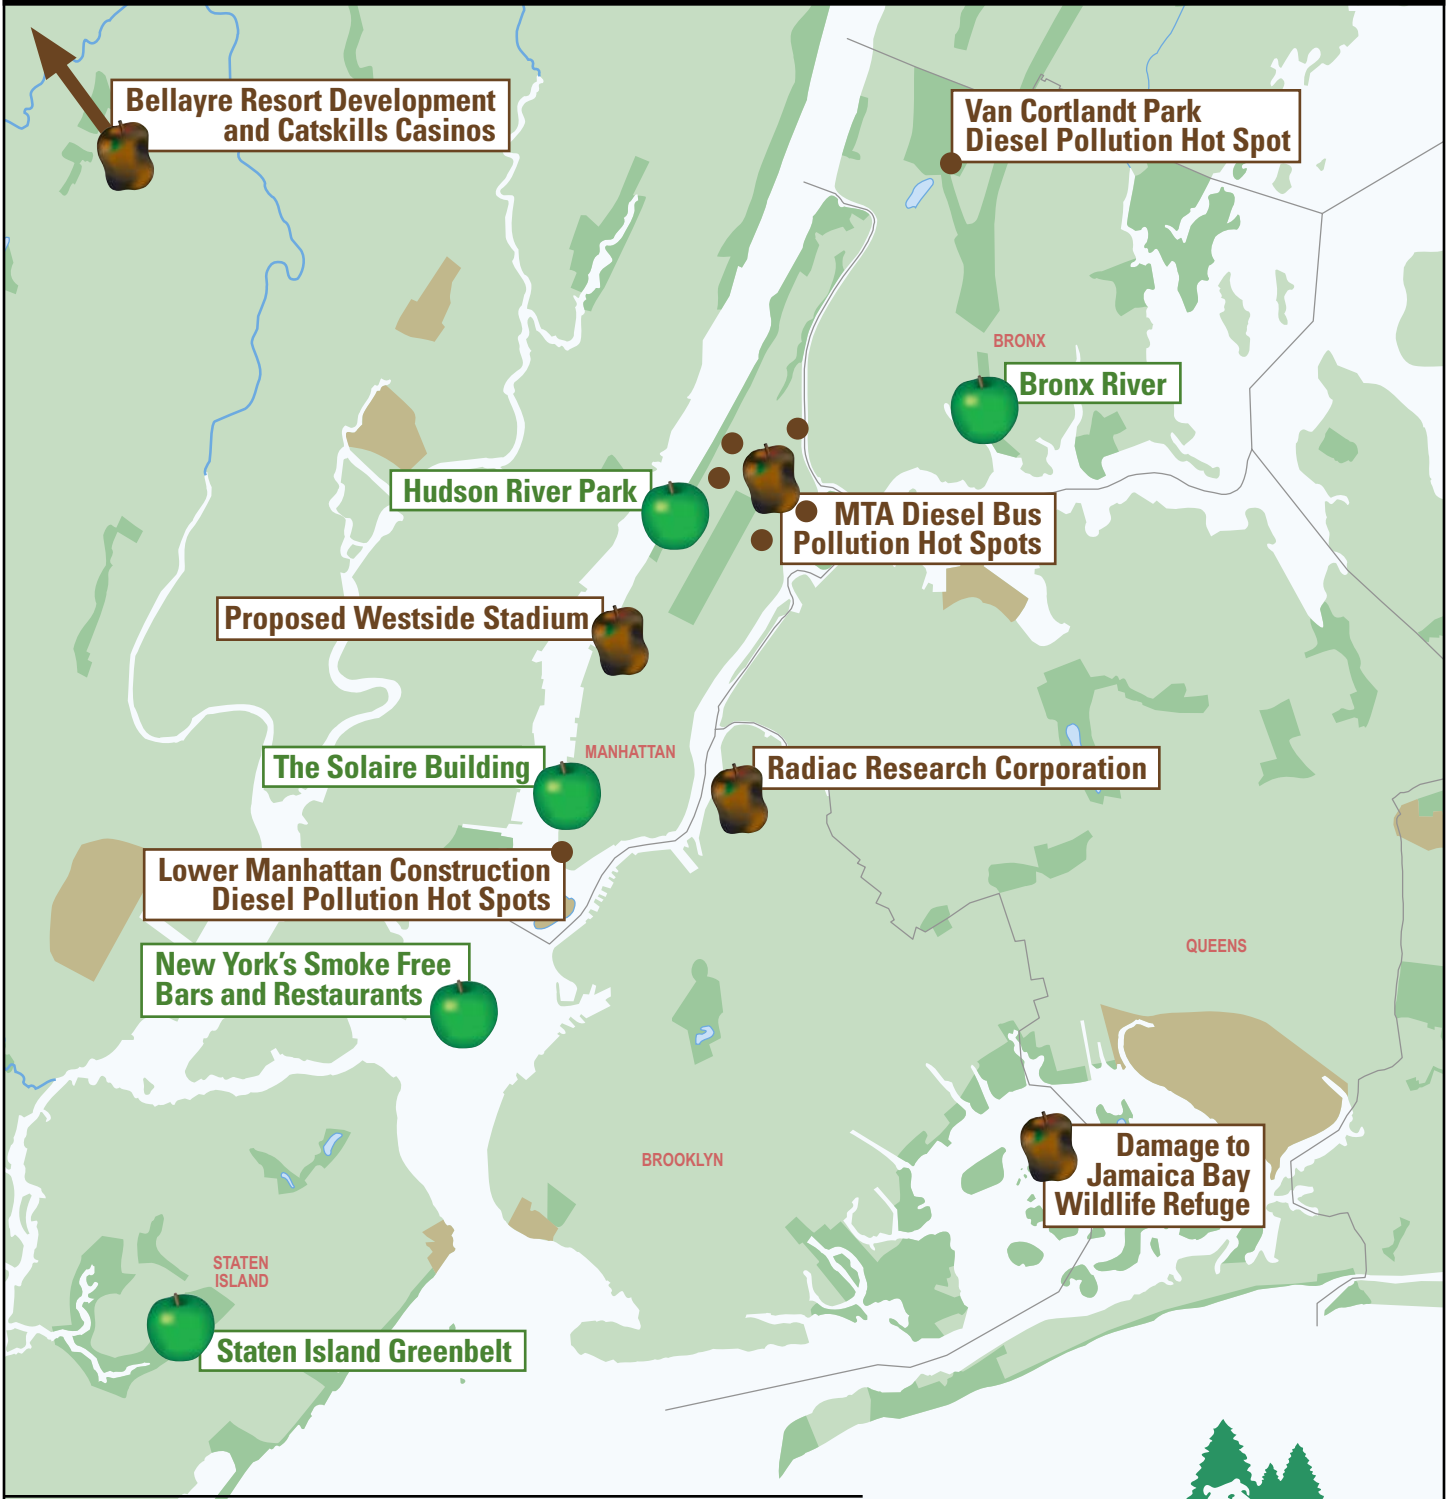 Bellayre Resort Development
and Catskills Casinos
Van Cortlandt Park
Diesel Pollution Hot Spot
BRONX
Bronx River
Hudson River Park
MTA Diesel Bus
Pollution Hot Spots
Proposed Westside Stadium
MANHATTAN
The Solaire Building
Radiac Research Corporation
Lower Manhattan Construction
Diesel Pollution Hot Spots
QUEENS
New York’s Smoke Free
Bars and Restaurants
Damage to
Jamaica Bay
Wildlife Refuge
BROOKLYN
STATEN
ISLAND
Staten Island Greenbelt